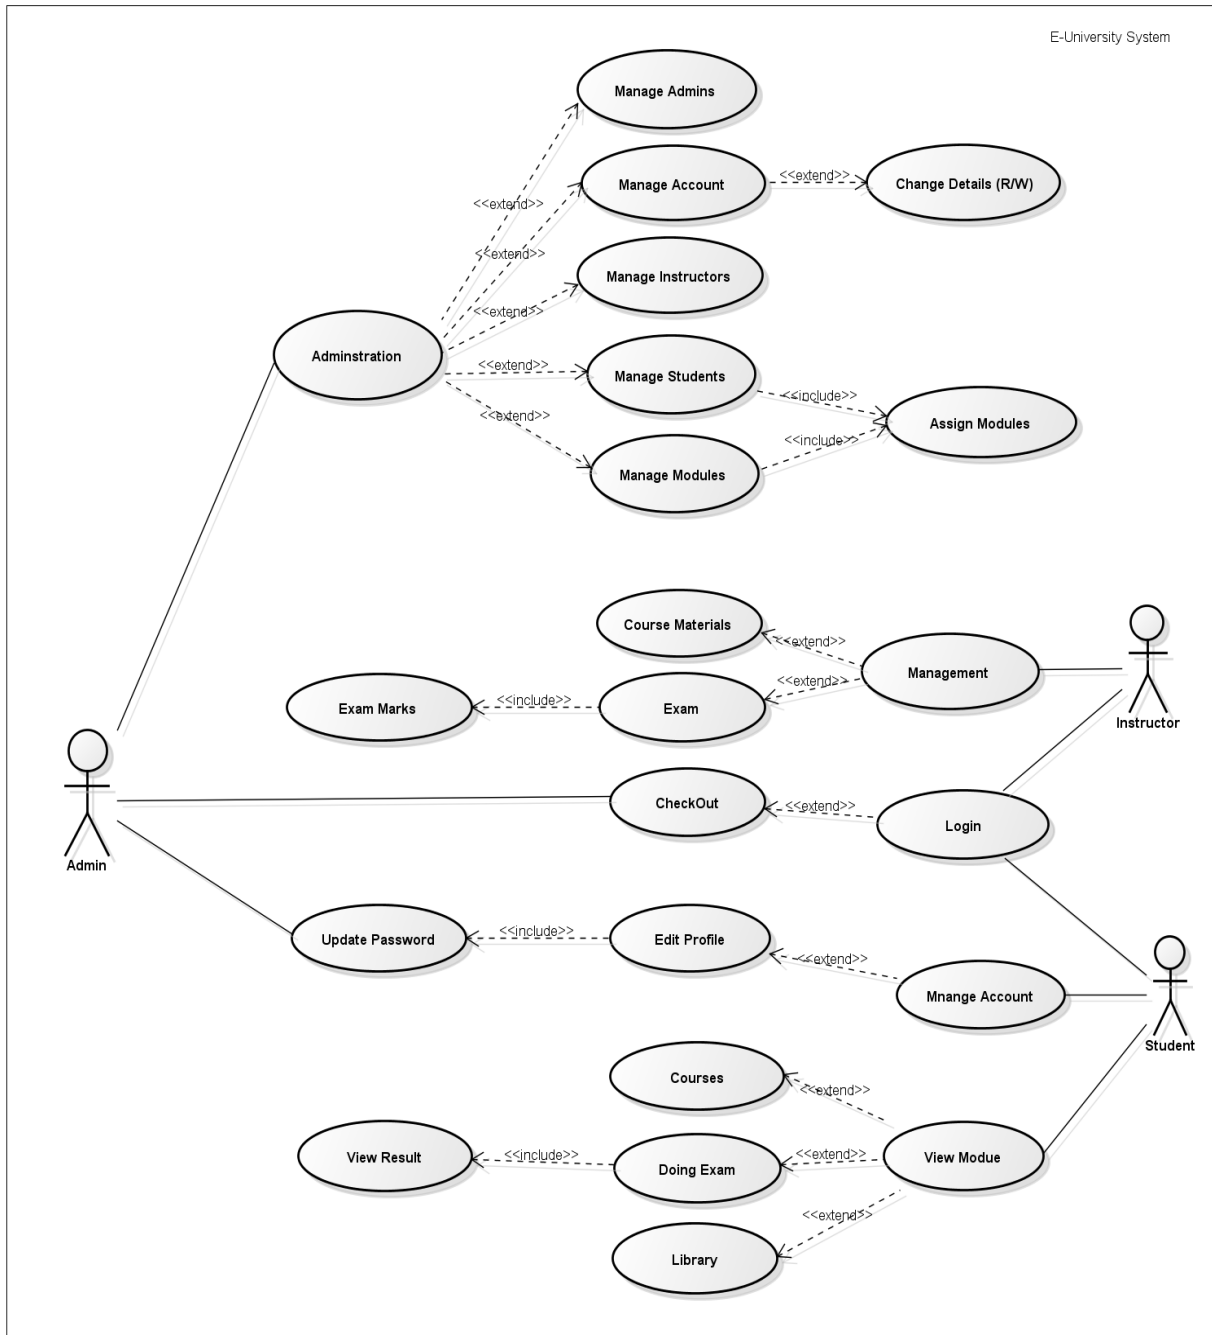 E-University System
Manage Admins
Manage Account
<<extend>>
Change Details (R/W)
<<extend>>
<<extend>>
Manage Instructors
<<extend>>
Adminstration
<<extend>>
Manage Students
<<include>>
<<extend>>
Assign Modules
<<include>>
Manage Modules
Course Materials
<<extend>>
Management
<<extend>>
Exam Marks
<<include>>
Exam
Instructor
CheckOut
<<extend>>
Login
Admin
Update Password
<<include>>
Edit Profile
<<extend>>
Mnange Account
Student
Courses
<<extend>>
View Result
<<include>>
Doing Exam
<<extend>>
View Modue
<<extend>>
Library